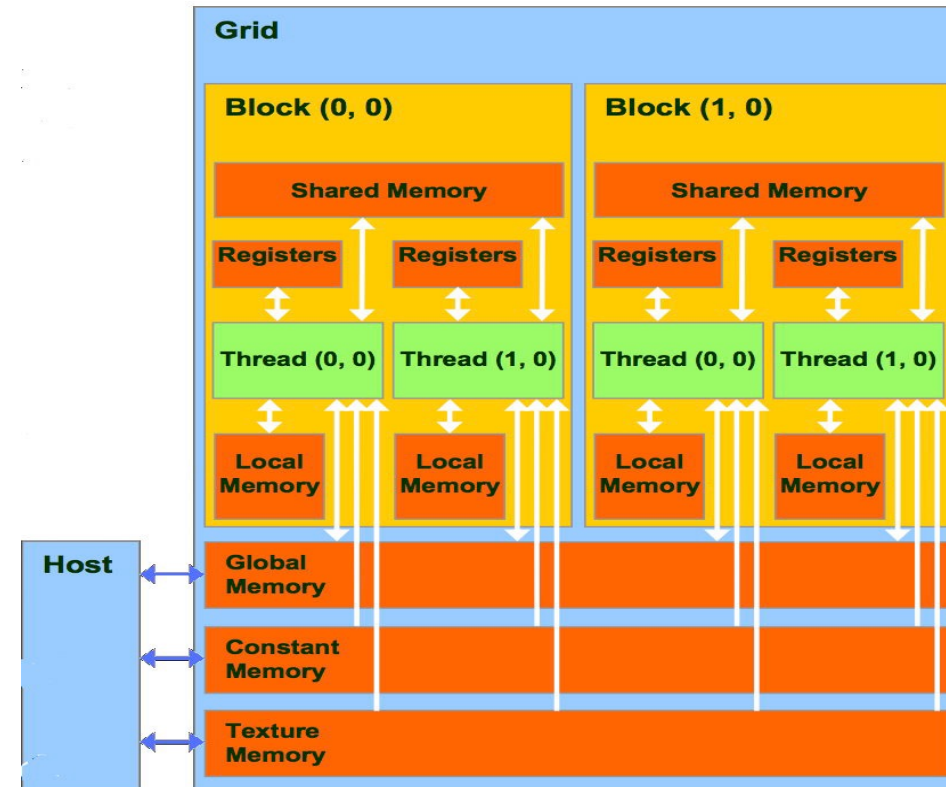 Grid
Block (0, 0)
Block (1, 0)
Shared Memory
Shared Memory
Registers
Registers
Registers
Registers
Thread (0, 0)
Thread (1, 0)
Thread (0, 0)
Thread (1, 0)
Local
Memory
Local
Memory
Local
Memory
Local
Memory
Host
Global
Memory
Constant
Memory
Texture
Memory